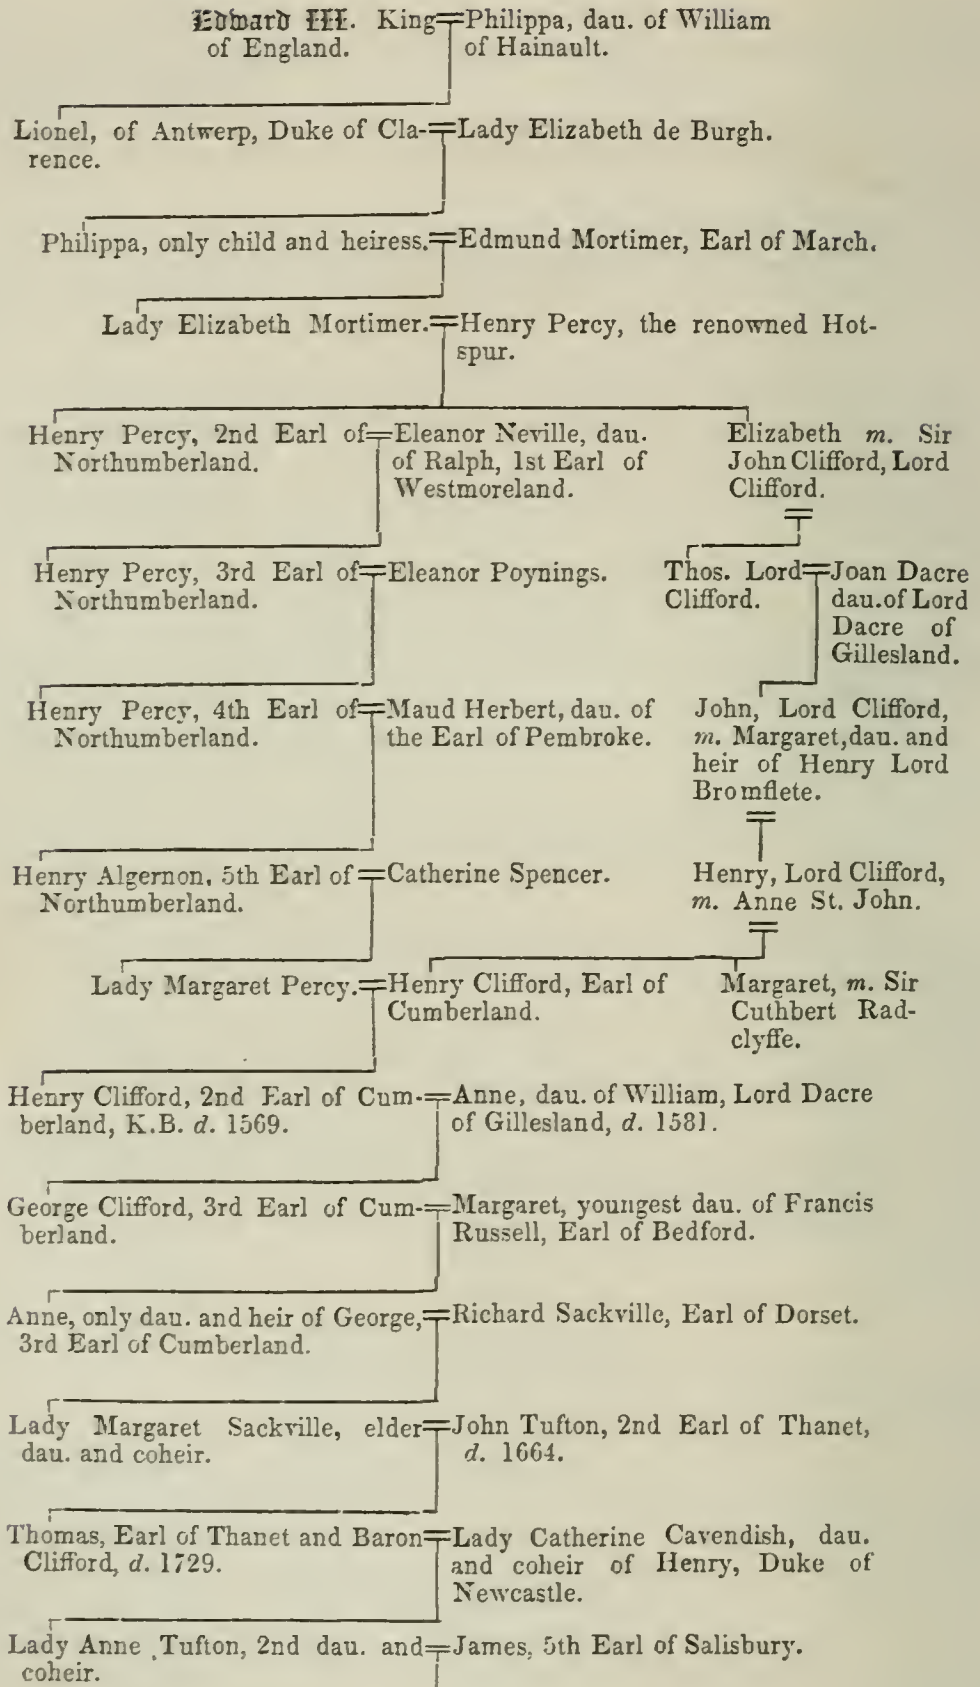 Edward III. King=Philippa, dau. of William
of England. of Hainault.
Lionel, of Antwerp, Duke of Cla-=Lady Elizabeth de Burgh.
rence.
Philippa, only child and heiress.=Edmund Mortimer, Earl of March.
Lady Elizabeth Mortimer.=Henry Percy, the renowned Hot-
spur.
Henry Percy, 2nd Earl of=Eleanor Neville, dau. Elizabeth m. Sir
Northumberland. of Ralph, 1st Earl of John Clifford, Lord
Westmoreland. Clifford.
Henry Percy, 3rd Earl of=Eleanor Poynings. Thos. Lord=Joan Dacre
Northumberland. Clifford. dau. of Lord
Dacre of
Gillesland.
Henry Percy, 4th Earl of=Maud Herbert, dau. of John, Lord Clifford,
Northumberland. the Earl of Pembroke. m. Margaret, dau. and
heir of Henry Lord
Bromflete.
Henry Algernon, 5th Earl of=Catherine Spencer. Henry, Lord Clifford,
Northumberland. m. Anne St. John.
Lady Margaret Percy.=Henry Clifford, Earl of Margaret, m. Sir
Cumberland. Cuthbert Rad-
clyffe.
Henry Clifford, 2nd Earl of Cum-=Anne, dau. of William, Lord Dacre
berland, K.B. d. 1569. of Gillesland, d. 1581.
George Clifford, 3rd Earl of Cum-=Margaret, youngest dau. of Francis
berland. Russell, Earl of Bedford.
Anne, only dau. and heir of George,=Richard Sackville, Earl of Dorset.
3rd Earl of Cumberland.
Lady Margaret Sackville, elder=John Tufton, 2nd Earl of Thanet,
dau. and coheir. d. 1664.
Thomas, Earl of Thanet and Baron=Lady Catherine Cavendish, dau.
Clifford, d. 1729. and coheir of Henry, Duke of
Newcastle.
Lady Anne Tufton, 2nd dau. and=James, 5th Earl of Salisbury.
coheir.